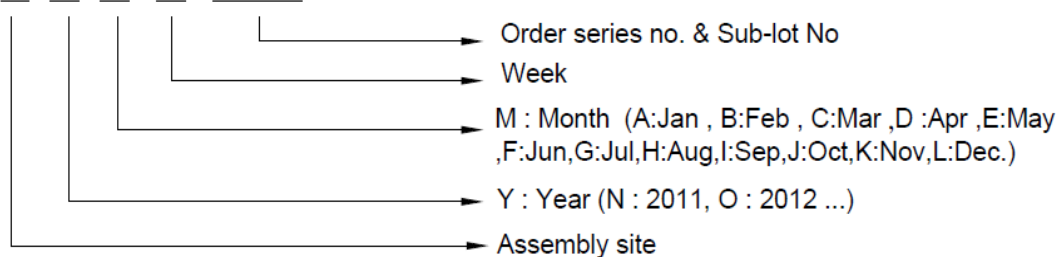 Order series no. & Sub-lot No
Week
M : Month (A:Jan , B:Feb , C:Mar ,D :Apr ,E:May
,F:Jun,G:Jul,H:Aug,I:Sep,J:Oct,K:Nov,L:Dec.)
Y : Year (N : 2011, O : 2012 ...)
Assembly site